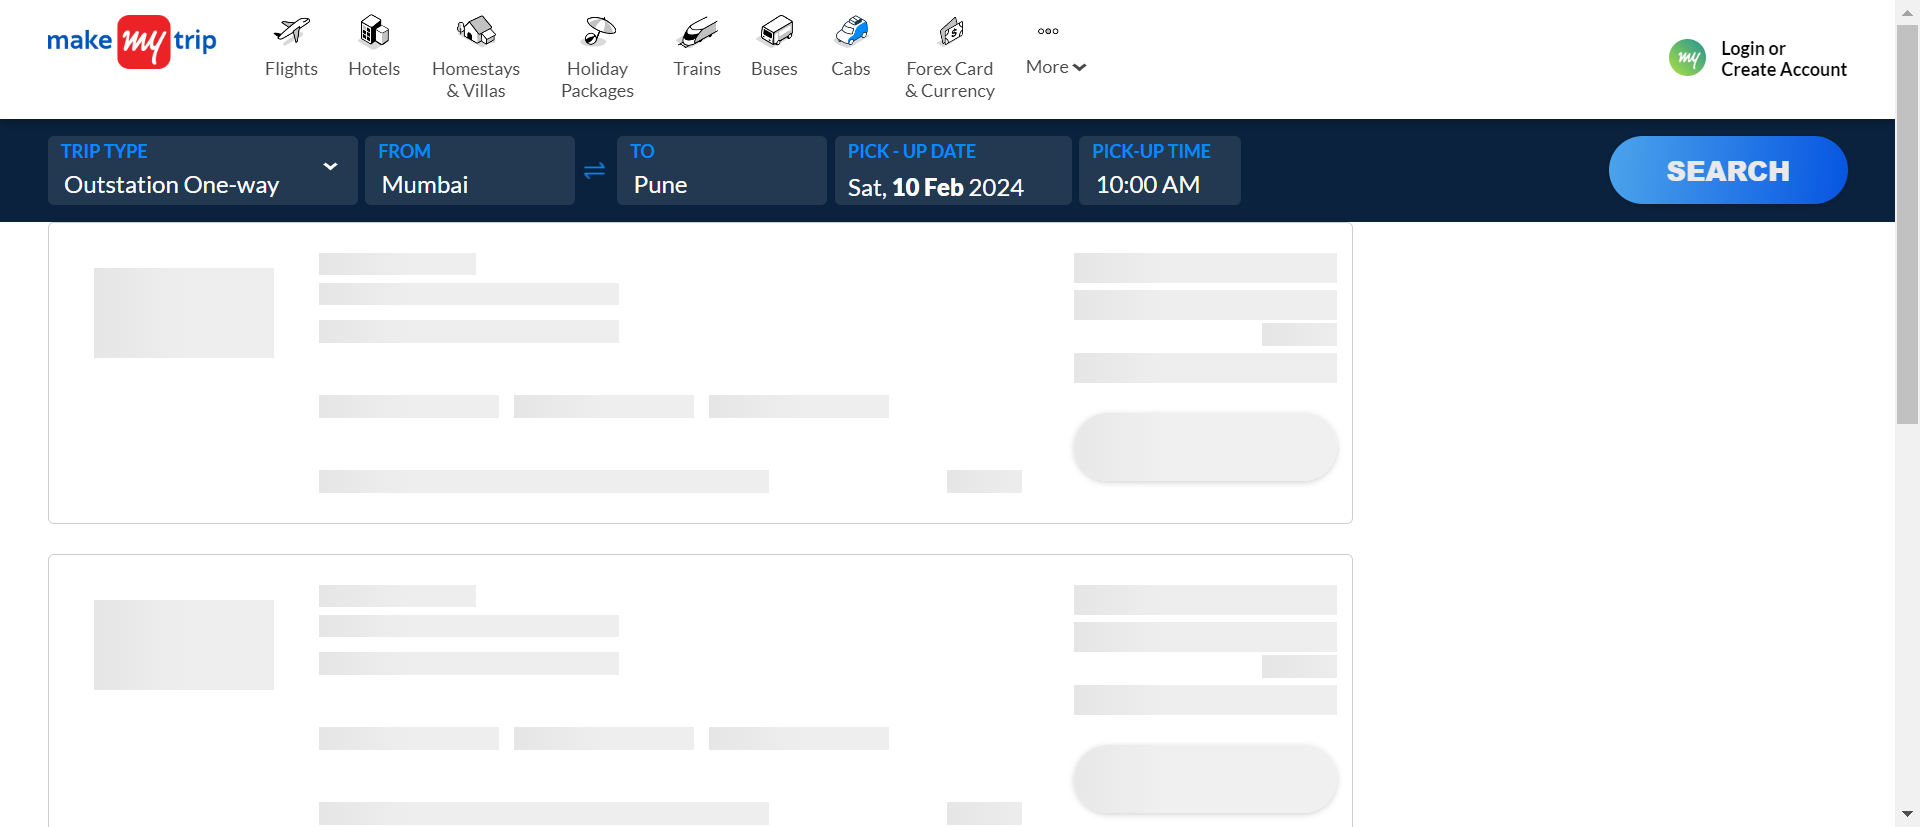 make my trip
Flights
Hotels
Homestays
& Villas
Holiday
Packages
Trains
Buses
Cabs
Forex Card
& Currency
More
my
Login or
Create Account
TRIP TYPE
Outstation One-way
FROM
Mumbai
TO
Pune
PICK - UP DATE
Sat, 10 Feb 2024
PICK-UP TIME
10:00 AM
SEARCH